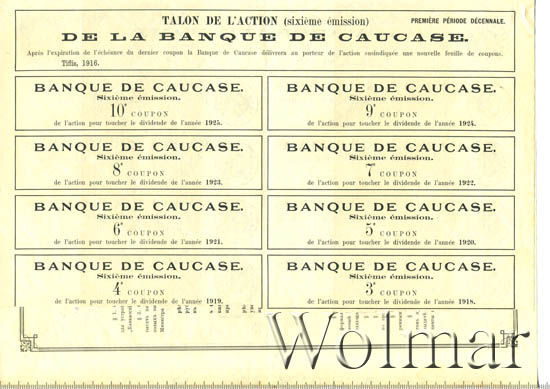 TALON DE L'ACTION (sixième émission) PREMIÈRE PÉRIODE DÉCENNALE.
DE LA BANQUE DE CAUCASE.
Après l'expiration de l'échéance du dernier coupon la Banque de Caucase délivrera au porteur de l'action susindiquée une nouvelle feuille de coupons.
Tiflis, 1916.
BANQUE DE CAUCASE.
Sixième émission.
10e COUPON
de l'action pour toucher le dividende de l'année 1925.
BANQUE DE CAUCASE.
Sixième émission.
9e COUPON
de l'action pour toucher le dividende de l'année 1924.
BANQUE DE CAUCASE.
Sixième émission.
8e COUPON
de l'action pour toucher le dividende de l'année 1923.
BANQUE DE CAUCASE.
Sixième émission.
7e COUPON
de l'action pour toucher le dividende de l'année 1922.
BANQUE DE CAUCASE.
Sixième émission.
6e COUPON
de l'action pour toucher le dividende de l'année 1921.
BANQUE DE CAUCASE.
Sixième émission.
5e COUPON
de l'action pour toucher le dividende de l'année 1920.
BANQUE DE CAUCASE.
Sixième émission.
4e COUPON
de l'action pour toucher le dividende de l'année 1919.
BANQUE DE CAUCASE.
Sixième émission.
3e COUPON
de l'action pour toucher le dividende de l'année 1918.
Wolmar